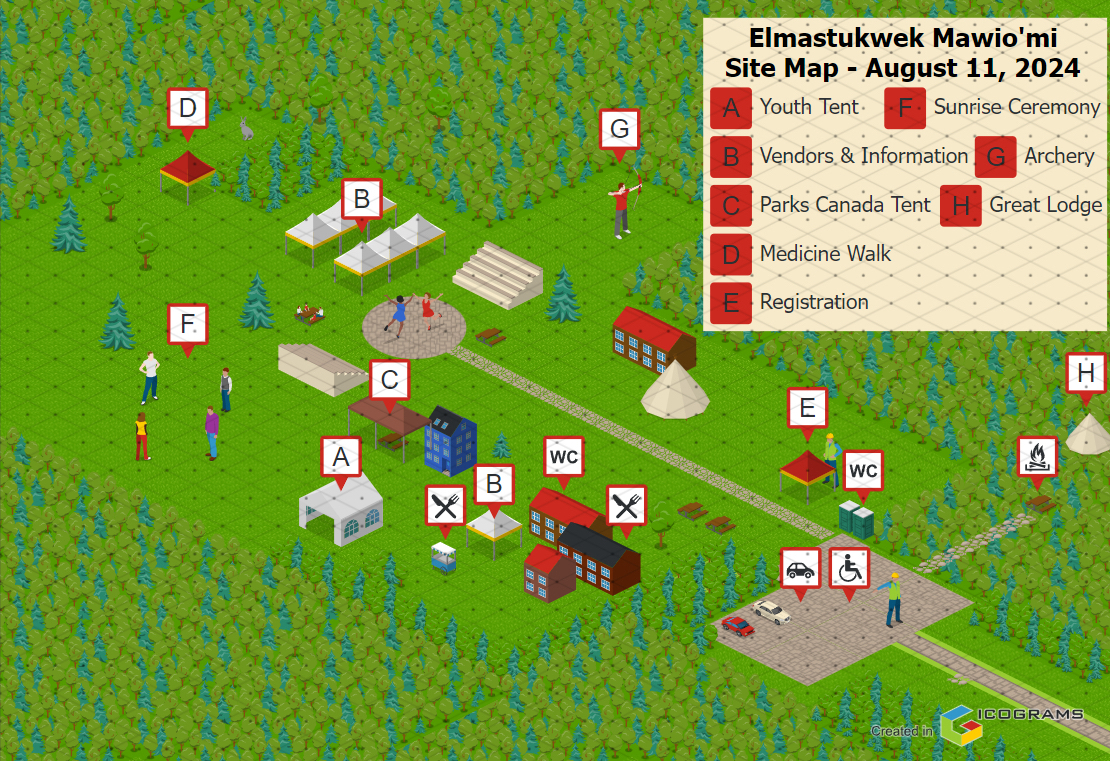 Elmastukwek Mawio'mi
Site Map - August 11, 2024
A Youth Tent F Sunrise Ceremony
B Vendors & Information G Archery
C Parks Canada Tent H Great Lodge
D Medicine Walk
E Registration
D
G
B
F
C
H
E
A
WC
B
WC
Created in ICOGRAMS